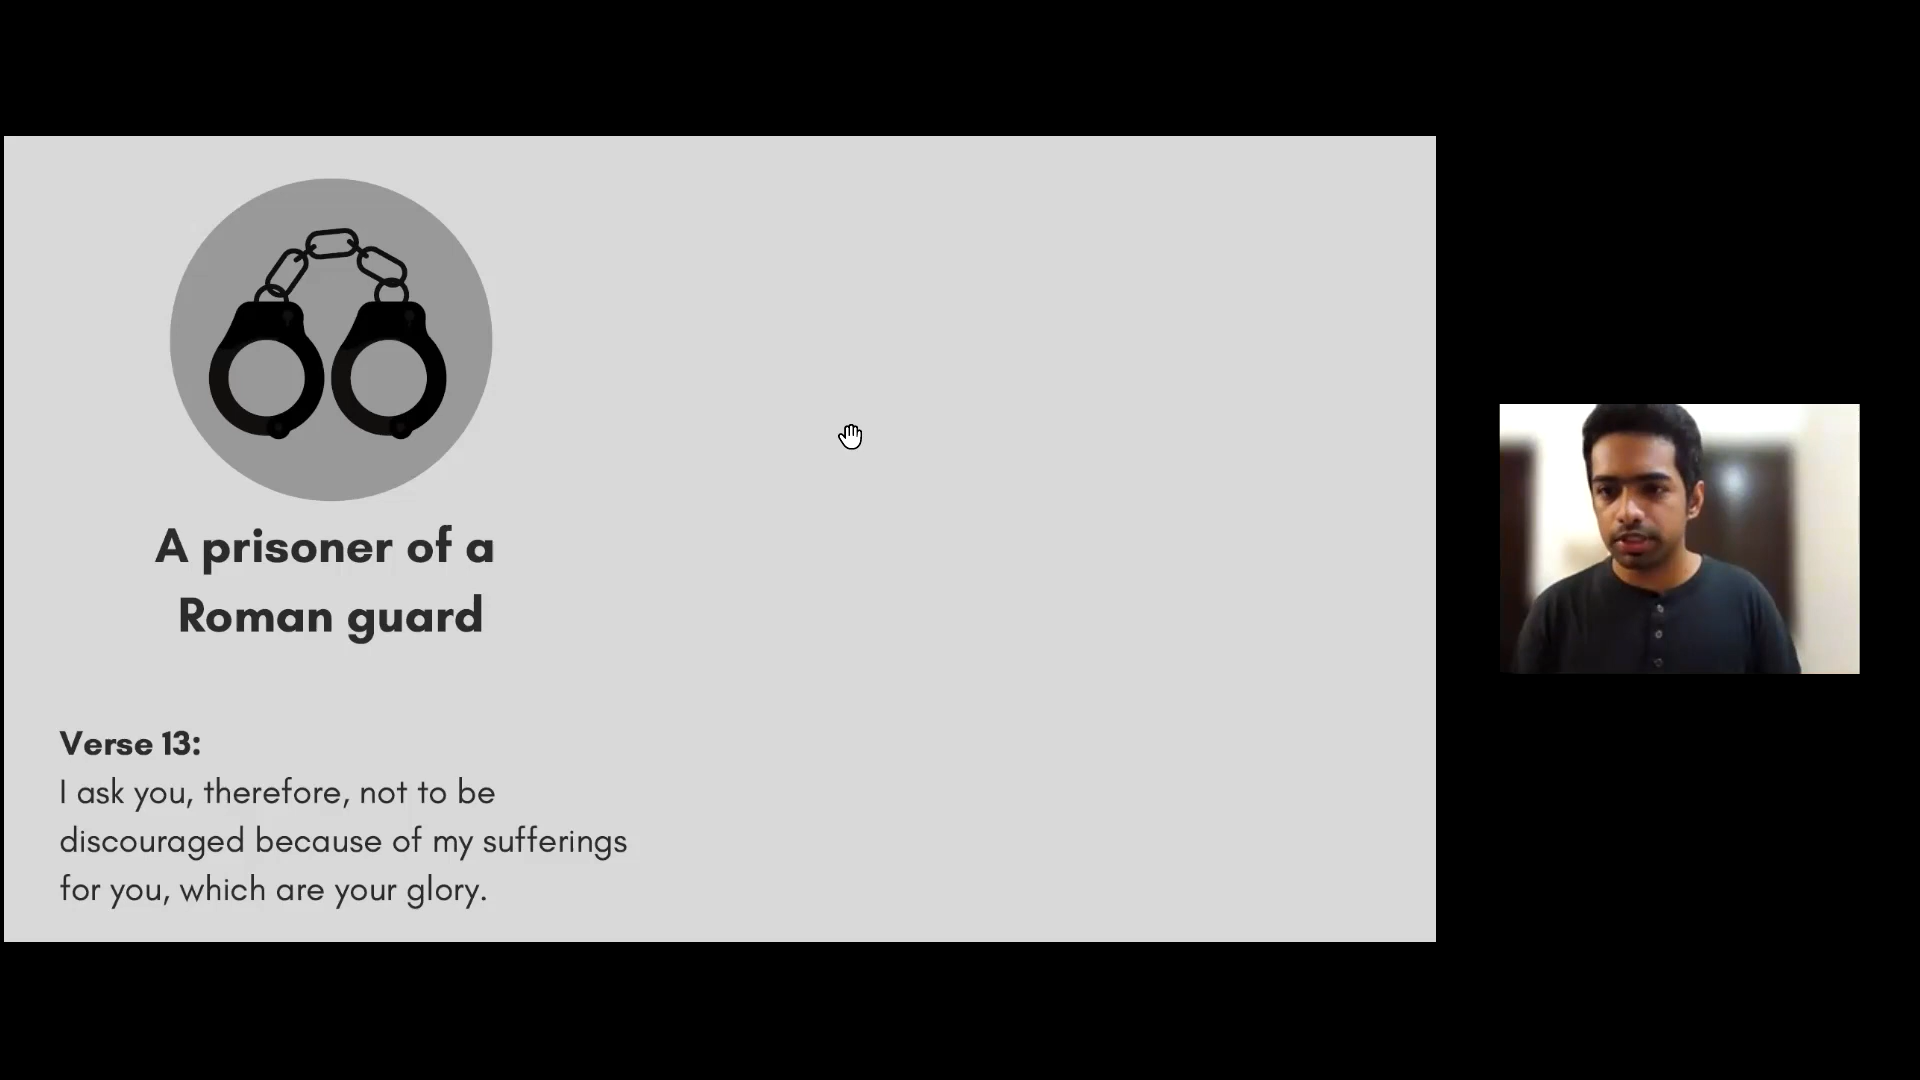 A prisoner of a
Roman guard
Verse 13:
I ask you, therefore, not to be
discouraged because of my sufferings
for you, which are your glory.